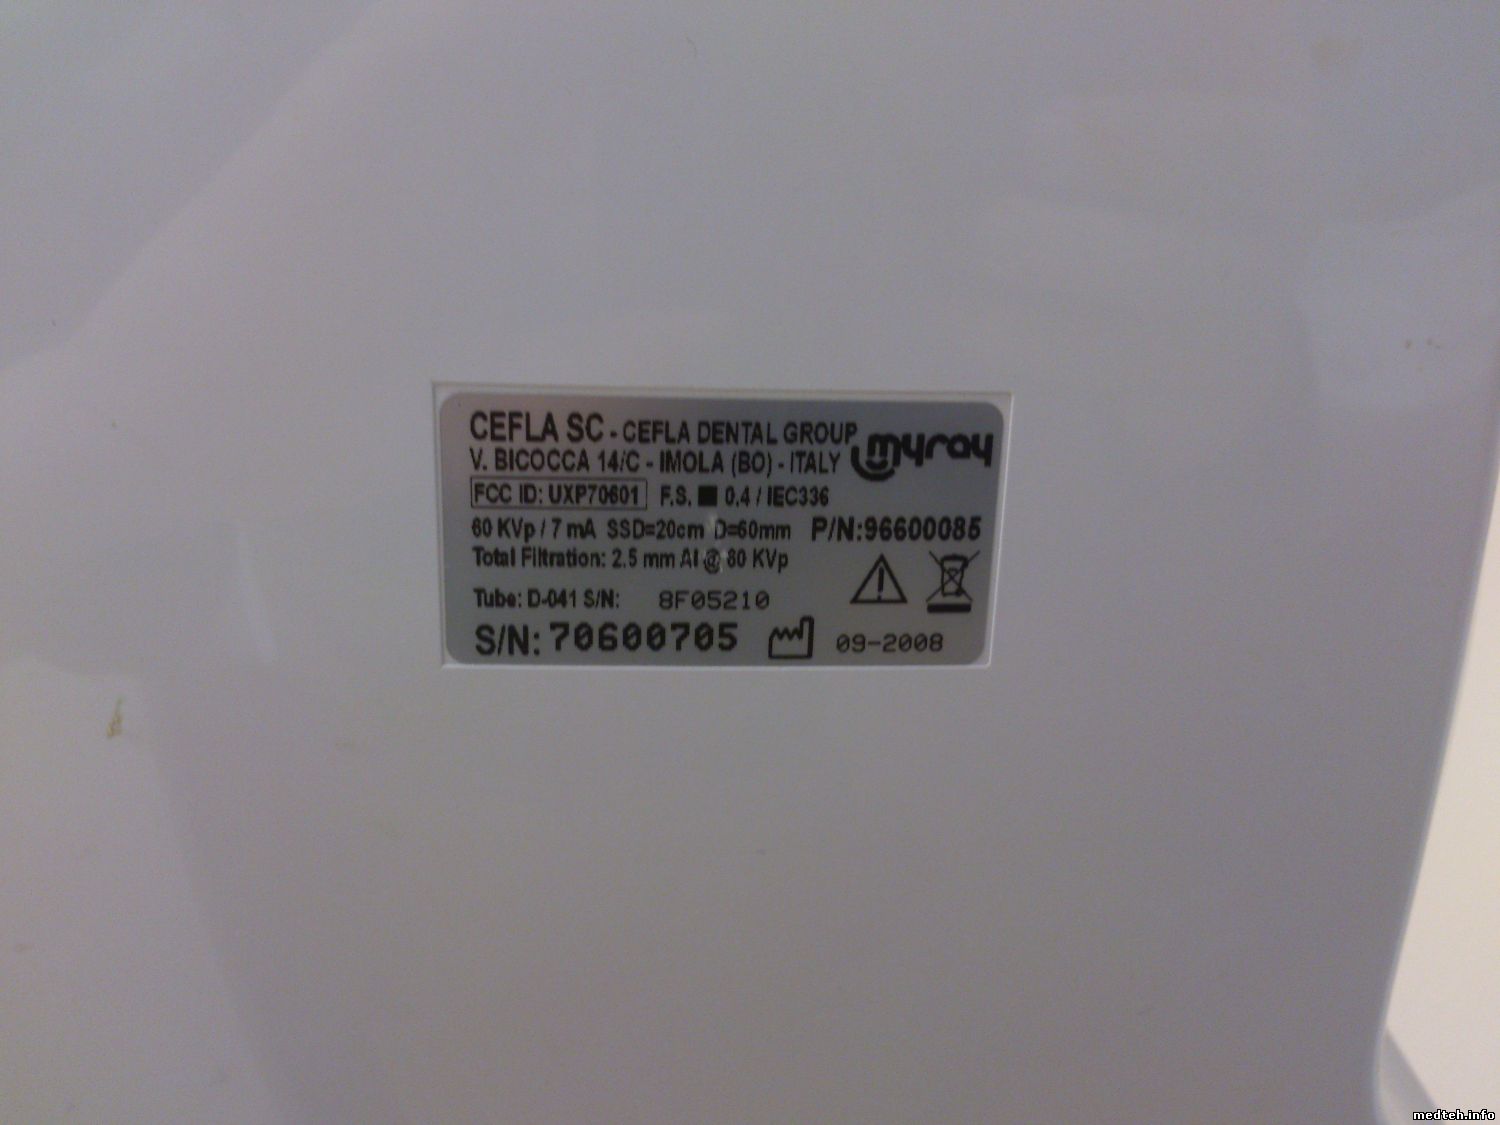 CEFLA SC - CEFLA DENTAL GROUP
myray
V. BICOCCA 14/C - IMOLA (BO) - ITALY
FCC ID: UXP70601 F.S. ■ 0.4 / IEC336
60 KVp / 7 mA SSD=20cm D=60mm P/N:96600085
Total Filtration: 2.5 mm Al @ 60 KVp
Tube: D-041 S/N: 8F05210
S/N: 70600705 09-2008
medteh.info